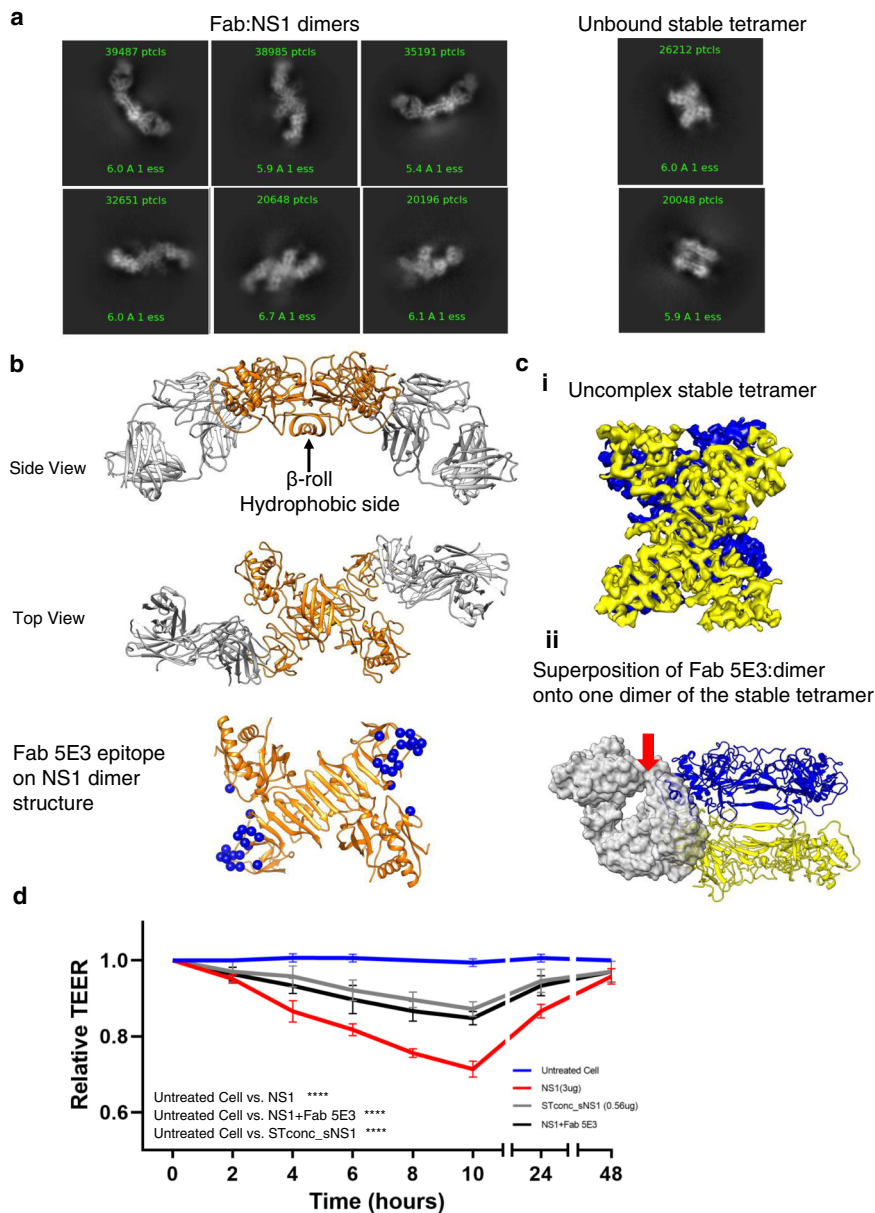 a
Fab:NS1 dimers
Unbound stable tetramer
39487 ptcls
38985 ptcls
35191 ptcls
26212 ptcls
6.0 A 1 ess
5.9 A 1 ess
5.4 A 1 ess
6.0 A 1 ess
32651 ptcls
20648 ptcls
20196 ptcls
20048 ptcls
6.0 A 1 ess
6.7 A 1 ess
6.1 A 1 ess
5.9 A 1 ess
b
Side View
β-roll
Hydrophobic side
Top View
Fab 5E3 epitope
on NS1 dimer
structure
c
i
Uncomplex stable tetramer
ii
Superposition of Fab 5E3:dimer
onto one dimer of the stable tetramer
d
Relative TEER
1.0
0.8
0.6
Untreated Cell vs. NS1 ****
Untreated Cell vs. NS1+Fab 5E3 ****
Untreated Cell vs. STconc_sNS1 ****
Untreated Cell
NS1(3ug)
STconc_sNS1 (0.56ug)
NS1+Fab 5E3
0 2 4 6 8 10 24 48
Time (hours)